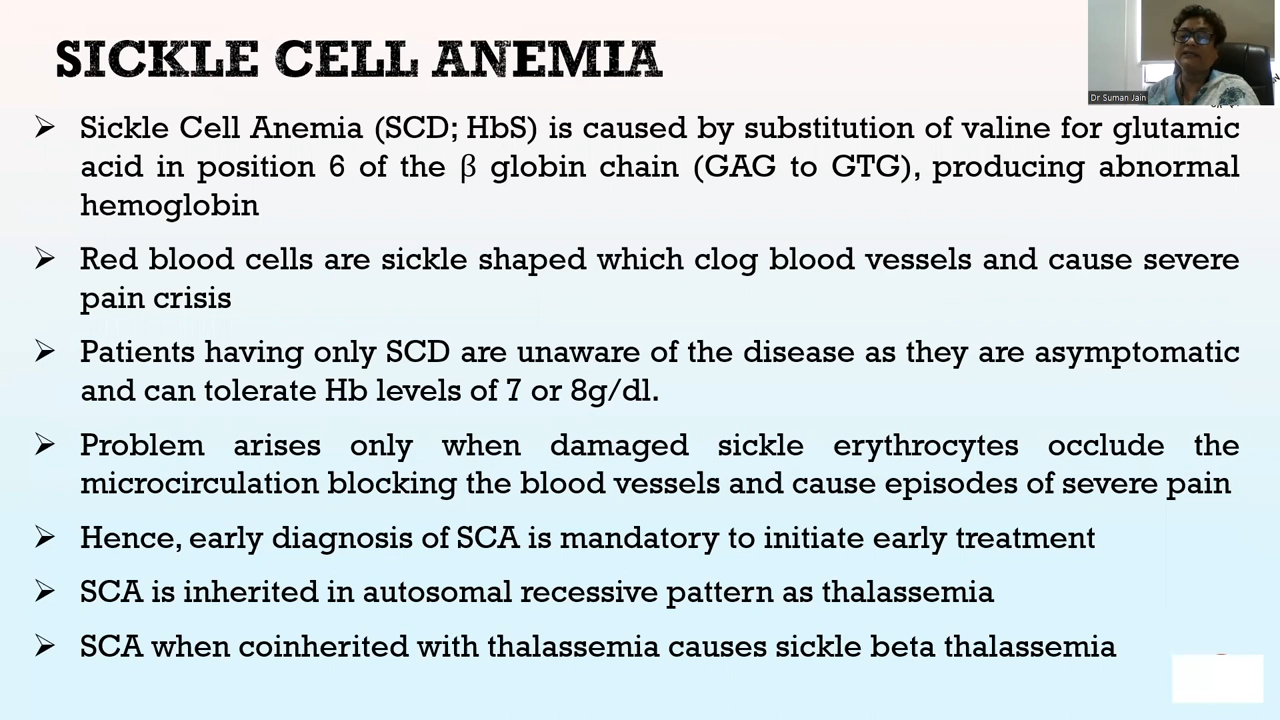 SICKLE CELL ANEMIA
Dr Suman Jain
➤ Sickle Cell Anemia (SCD; HbS) is caused by substitution of valine for glutamic
acid in position 6 of the β globin chain (GAG to GTG), producing abnormal
hemoglobin
➤ Red blood cells are sickle shaped which clog blood vessels and cause severe
pain crisis
➤ Patients having only SCD are unaware of the disease as they are asymptomatic
and can tolerate Hb levels of 7 or 8g/dl.
➤ Problem arises only when damaged sickle erythrocytes occlude the
microcirculation blocking the blood vessels and cause episodes of severe pain
➤ Hence, early diagnosis of SCA is mandatory to initiate early treatment
➤ SCA is inherited in autosomal recessive pattern as thalassemia
➤ SCA when coinherited with thalassemia causes sickle beta thalassemia